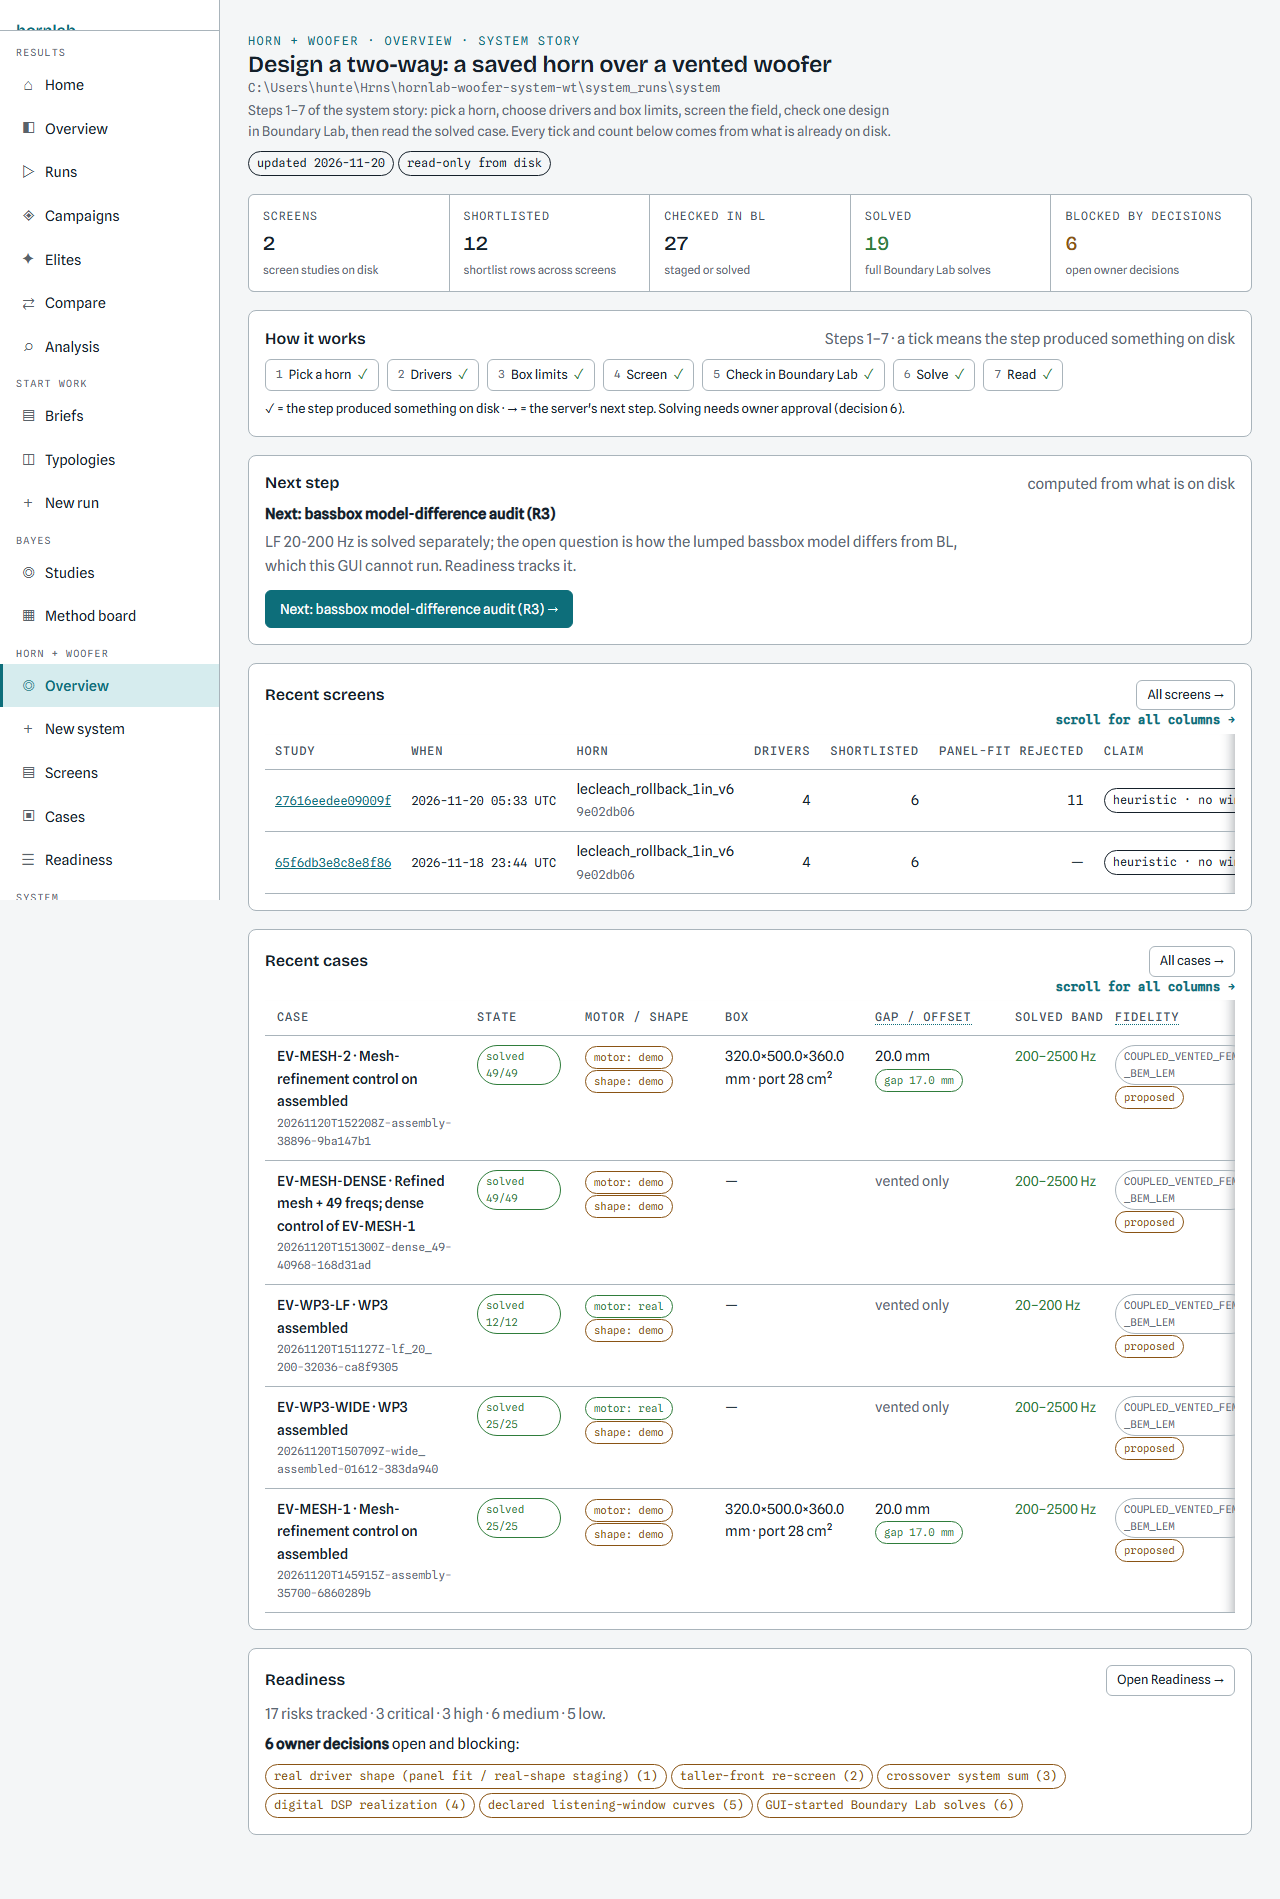 RESULTS
Home
Overview
Runs
Campaigns
Elites
Compare
Analysis
START WORK
Briefs
Typologies
+ New run
BAYES
Studies
Method board
HORN + WOOFER
Overview
+ New system
Screens
Cases
Readiness
SYSTEM
HORN + WOOFER · OVERVIEW · SYSTEM STORY
Design a two-way: a saved horn over a vented woofer
C:\Users\hunte\Hrns\hornlab-woofer-system-wt\system_runs\system
Steps 1–7 of the system story: pick a horn, choose drivers and box limits, screen the field, check one design
in Boundary Lab, then read the solved case. Every tick and count below comes from what is already on disk.
updated 2026-11-20 read-only from disk
SCREENS SHORTLISTED CHECKED IN BL SOLVED BLOCKED BY DECISIONS
2 12 27 19 6
screen studies on disk shortlist rows across screens staged or solved full Boundary Lab solves open owner decisions
How it works Steps 1–7 · a tick means the step produced something on disk
1 Pick a horn ✓ 2 Drivers ✓ 3 Box limits ✓ 4 Screen ✓ 5 Check in Boundary Lab ✓ 6 Solve ✓ 7 Read ✓
✓ = the step produced something on disk · → = the server's next step. Solving needs owner approval (decision 6).
Next step computed from what is on disk
Next: bassbox model-difference audit (R3)
LF 20-200 Hz is solved separately; the open question is how the lumped bassbox model differs from BL,
which this GUI cannot run. Readiness tracks it.
Next: bassbox model-difference audit (R3) →
Recent screens All screens →
scroll for all columns →
STUDY WHEN HORN DRIVERS SHORTLISTED PANEL-FIT REJECTED CLAIM
27616eedee09009f 2026-11-20 05:33 UTC lecleach_rollback_1in_v6 4 6 11 heuristic · no wi
9e02db06
65f6db3e8c8e8f86 2026-11-18 23:44 UTC lecleach_rollback_1in_v6 4 6 — heuristic · no wi
9e02db06
Recent cases All cases →
scroll for all columns →
CASE STATE MOTOR / SHAPE BOX GAP / OFFSET SOLVED BAND FIDELITY
EV-MESH-2 · Mesh- solved motor: demo 320.0×500.0×360.0 20.0 mm 200–2500 Hz COUPLED_VENTED_FEM
refinement control on 49/49 shape: demo mm · port 28 cm² gap 17.0 mm _BEM_LEM
assembled proposed
20261120T152208Z-assembly-
38896-9ba147b1
EV-MESH-DENSE · Refined solved motor: demo — vented only 200–2500 Hz COUPLED_VENTED_FEM
mesh + 49 freqs; dense 49/49 shape: demo _BEM_LEM
control of EV-MESH-1 proposed
20261120T151300Z-dense_49-
40968-168d31ad
EV-WP3-LF · WP3 solved motor: real — vented only 20–200 Hz COUPLED_VENTED_FEM
assembled 12/12 shape: demo _BEM_LEM
20261120T151127Z-lf_20_ proposed
200-32036-ca8f9305
EV-WP3-WIDE · WP3 solved motor: real — vented only 200–2500 Hz COUPLED_VENTED_FEM
assembled 25/25 shape: demo _BEM_LEM
20261120T150709Z-wide_ proposed
assembled-01612-383da940
EV-MESH-1 · Mesh- solved motor: demo 320.0×500.0×360.0 20.0 mm 200–2500 Hz COUPLED_VENTED_FEM
refinement control on 25/25 shape: demo mm · port 28 cm² gap 17.0 mm _BEM_LEM
assembled proposed
20261120T145915Z-assembly-
35700-6860289b
Readiness Open Readiness →
17 risks tracked · 3 critical · 3 high · 6 medium · 5 low.
6 owner decisions open and blocking:
real driver shape (panel fit / real-shape staging) (1) taller-front re-screen (2) crossover system sum (3)
digital DSP realization (4) declared listening-window curves (5) GUI-started Boundary Lab solves (6)